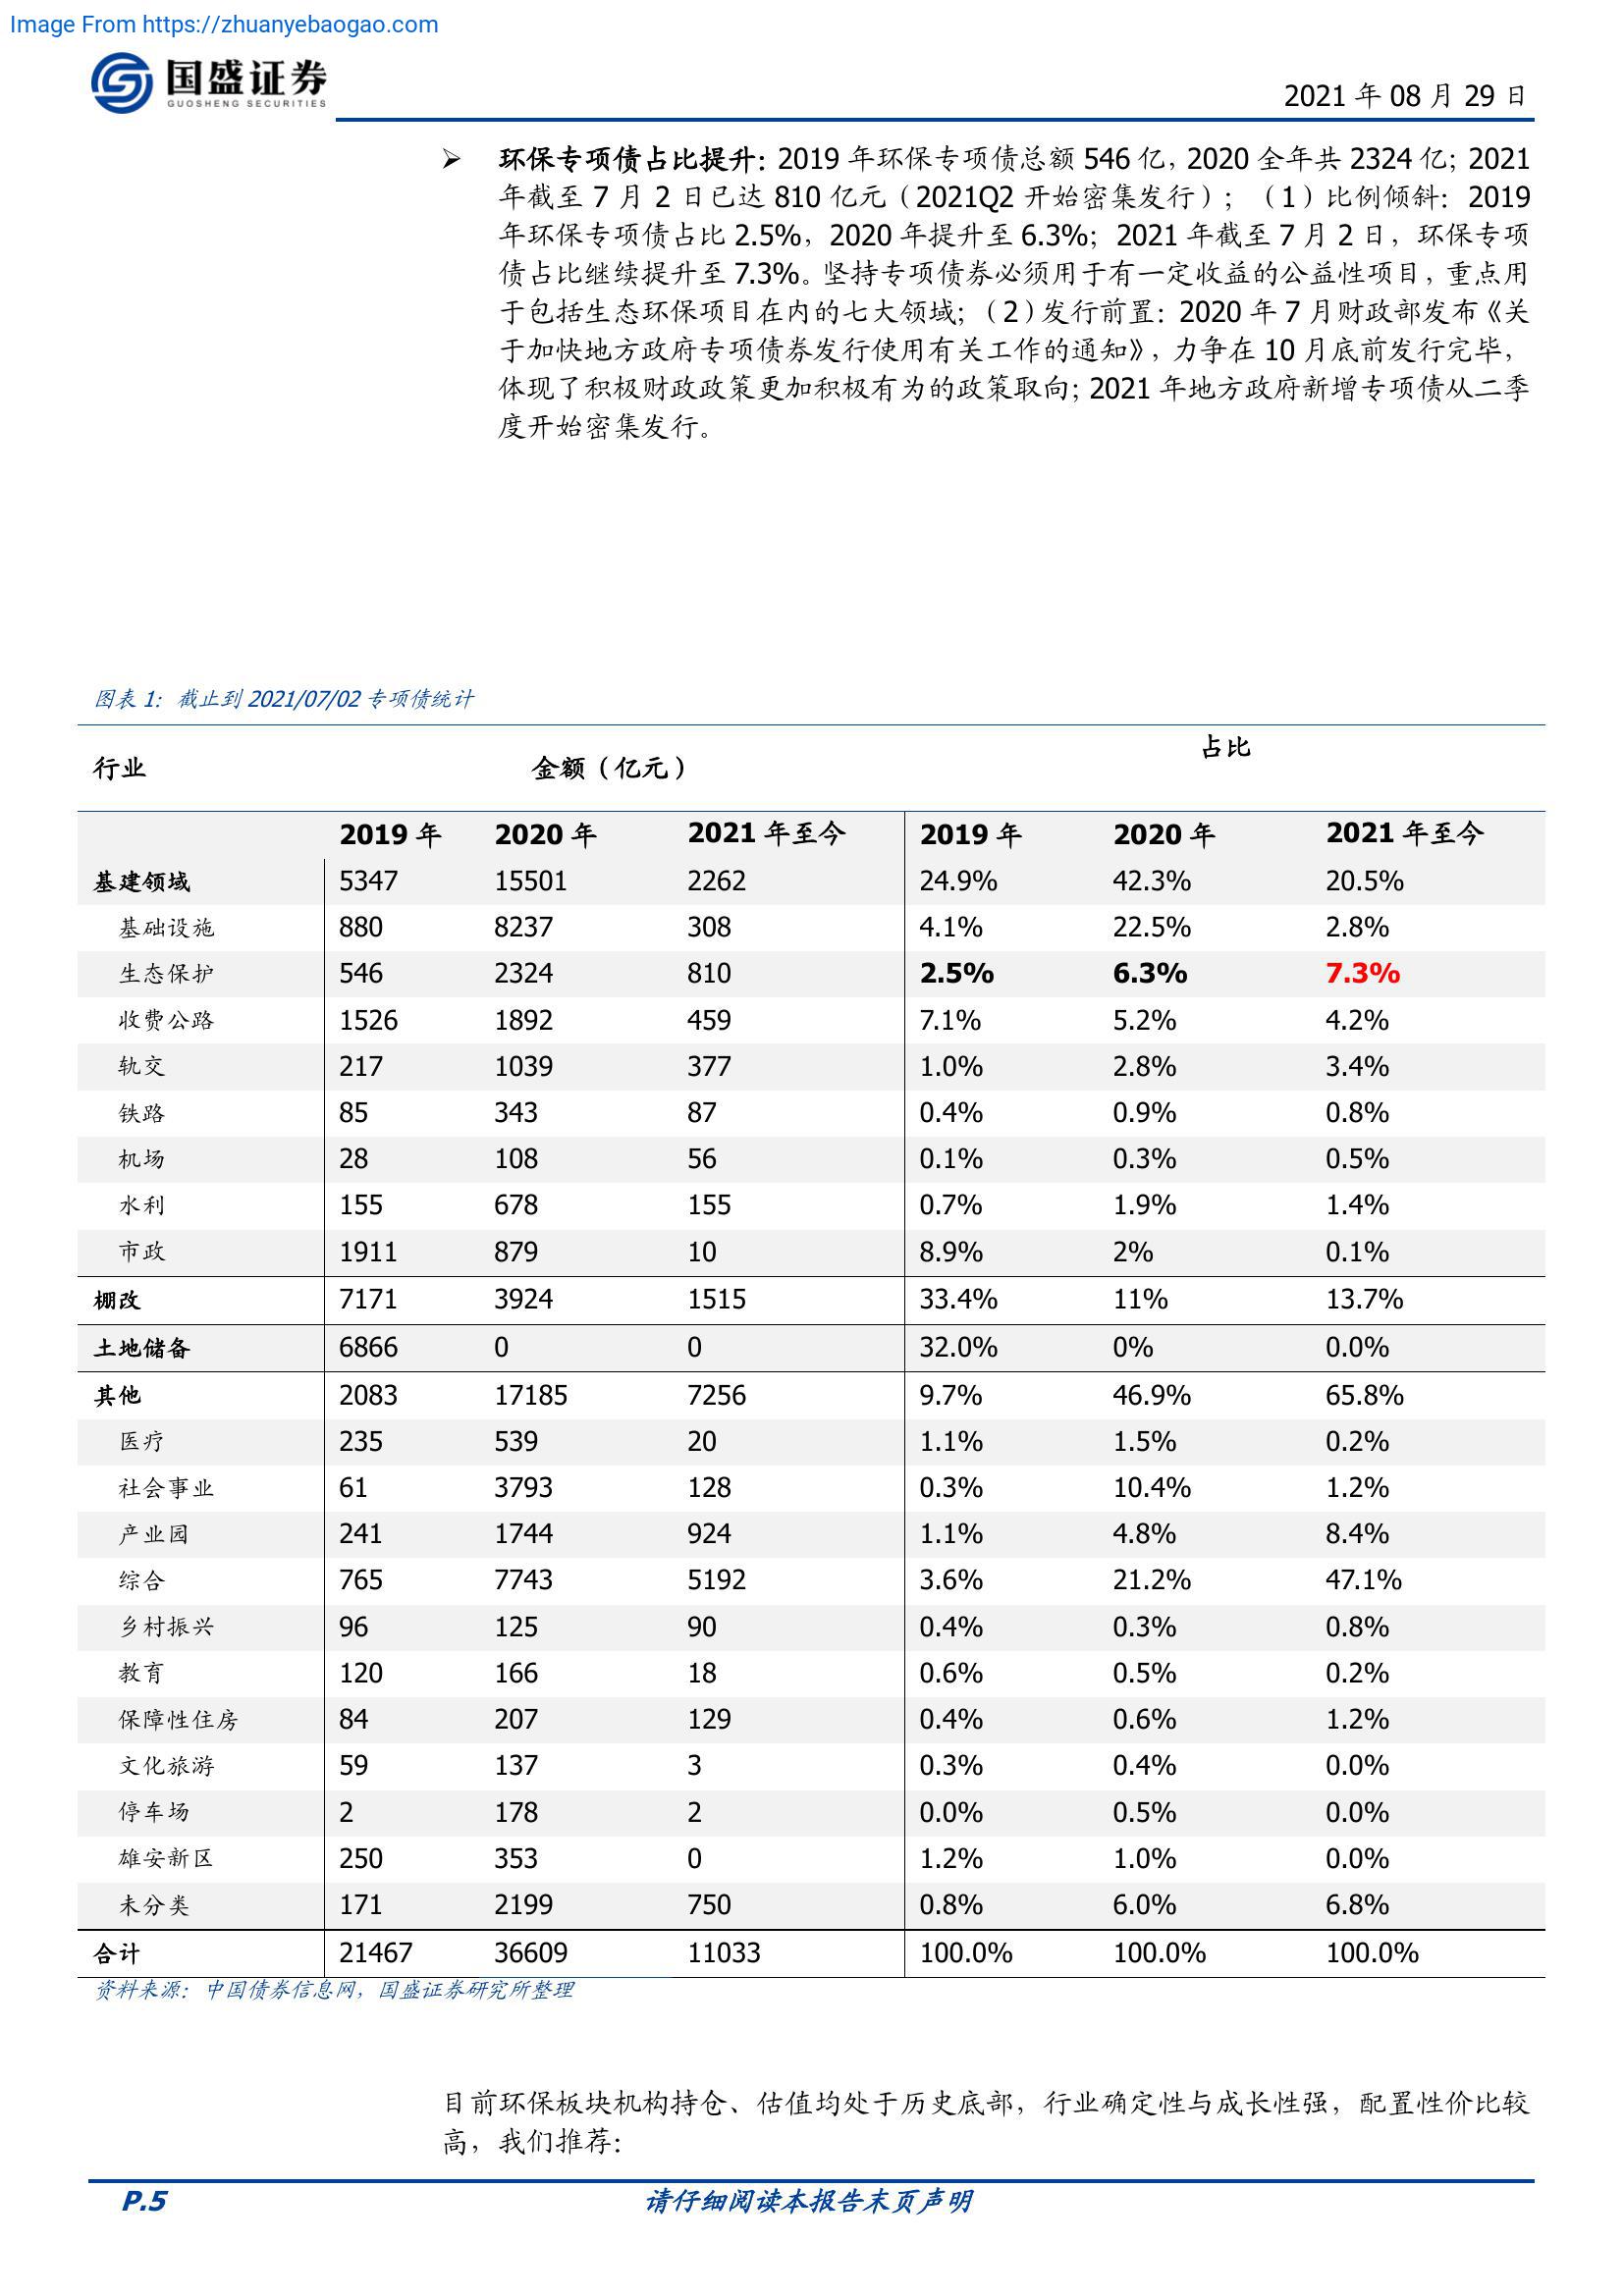 Image From https://zhuanyebaogao.com
国盛证券
GUOSHENG SECURITIES
2021 年 08 月 29 日
➢ 环保专项债占比提升：2019 年环保专项债总额 546 亿，2020 全年共 2324 亿；2021
年截至 7 月 2 日已达 810 亿元（2021Q2 开始密集发行）；（1）比例倾斜：2019
年环保专项债占比 2.5%，2020 年提升至 6.3%；2021 年截至 7 月 2 日，环保专项
债占比继续提升至 7.3%。坚持专项债券必须用于有一定收益的公益性项目，重点用
于包括生态环保项目在内的七大领域；（2）发行前置：2020 年 7 月财政部发布《关
于加快地方政府专项债券发行使用有关工作的通知》，力争在 10 月底前发行完毕，
体现了积极财政政策更加积极有为的政策取向；2021 年地方政府新增专项债从二季
度开始密集发行。
图表 1：截止到 2021/07/02 专项债统计
行业 金额（亿元） 占比
2019 年 2020 年 2021 年至今 2019 年 2020 年 2021 年至今
基建领域 5347 15501 2262 24.9% 42.3% 20.5%
基础设施 880 8237 308 4.1% 22.5% 2.8%
生态保护 546 2324 810 2.5% 6.3% 7.3%
收费公路 1526 1892 459 7.1% 5.2% 4.2%
轨交 217 1039 377 1.0% 2.8% 3.4%
铁路 85 343 87 0.4% 0.9% 0.8%
机场 28 108 56 0.1% 0.3% 0.5%
水利 155 678 155 0.7% 1.9% 1.4%
市政 1911 879 10 8.9% 2% 0.1%
棚改 7171 3924 1515 33.4% 11% 13.7%
土地储备 6866 0 0 32.0% 0% 0.0%
其他 2083 17185 7256 9.7% 46.9% 65.8%
医疗 235 539 20 1.1% 1.5% 0.2%
社会事业 61 3793 128 0.3% 10.4% 1.2%
产业园 241 1744 924 1.1% 4.8% 8.4%
综合 765 7743 5192 3.6% 21.2% 47.1%
乡村振兴 96 125 90 0.4% 0.3% 0.8%
教育 120 166 18 0.6% 0.5% 0.2%
保障性住房 84 207 129 0.4% 0.6% 1.2%
文化旅游 59 137 3 0.3% 0.4% 0.0%
停车场 2 178 2 0.0% 0.5% 0.0%
雄安新区 250 353 0 1.2% 1.0% 0.0%
未分类 171 2199 750 0.8% 6.0% 6.8%
合计 21467 36609 11033 100.0% 100.0% 100.0%
资料来源：中国债券信息网，国盛证券研究所整理
目前环保板块机构持仓、估值均处于历史底部，行业确定性与成长性强，配置性价比较
高，我们推荐：
P.5 请仔细阅读本报告末页声明